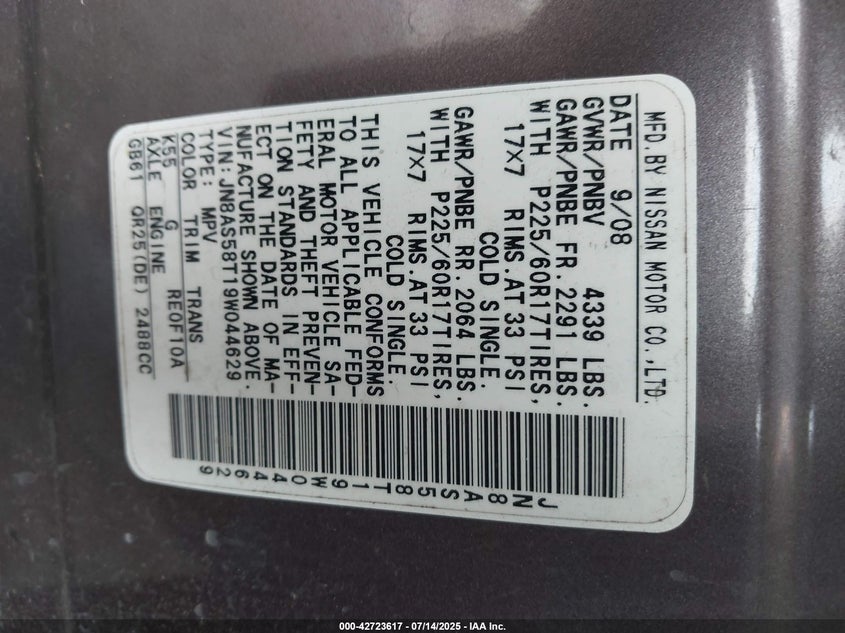 MFD.BY NISSAN MOTOR CO.,LTD.
DATE 9/08
GVWR/PNBV 4339 LBS.
GAWR/PNBE FR. 2291 LBS.
WITH P225/60R17TIRES,
17X7 RIMS.AT 33 PSI
COLD SINGLE.
GAWR/PNBE RR. 2064 LBS.
WITH P225/60R17TIRES,
17X7 RIMS.AT 33 PSI
COLD SINGLE.
THIS VEHICLE CONFORMS
TO ALL APPLICABLE FED-
ERAL MOTOR VEHICLE SA-
FETY AND THEFT PREVEN-
TION STANDARDS IN EFF-
ECT ON THE DATE OF MA-
NUFACTURE SHOWN ABOVE.
VIN: JN8AS58T19W044629
TYPE: MPV
COLOR TRIM TRANS
K55 G RE0F10A
AXLE ENGINE
GB61 QR25(DE) 2488CC
JN8AS58T19W044629
000-42723617 - 07/14/2025 - IAA Inc.